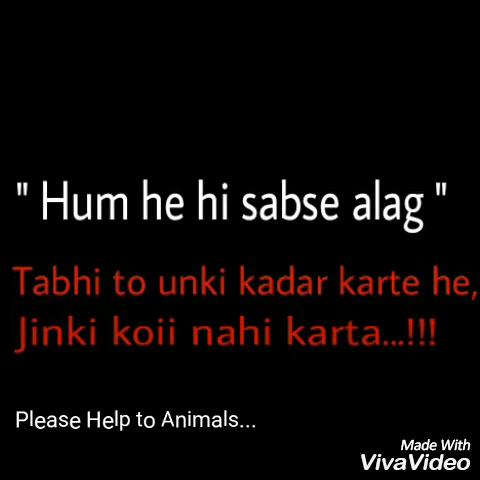 " Hum he hi sabse alag "
Tabhi to unki kadar karte he,
Jinki koii nahi karta...!!!
Please Help to Animals...
Made With
VivaVideo